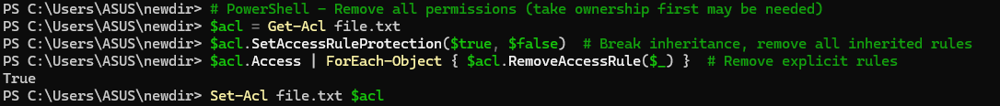 PS C:\Users\ASUS\newdir> # PowerShell - Remove all permissions (take ownership first may be needed)
PS C:\Users\ASUS\newdir> $acl = Get-Acl file.txt
PS C:\Users\ASUS\newdir> $acl.SetAccessRuleProtection($true, $false)  # Break inheritance, remove all inherited rules
PS C:\Users\ASUS\newdir> $acl.Access | ForEach-Object { $acl.RemoveAccessRule($_) }  # Remove explicit rules
True
PS C:\Users\ASUS\newdir> Set-Acl file.txt $acl